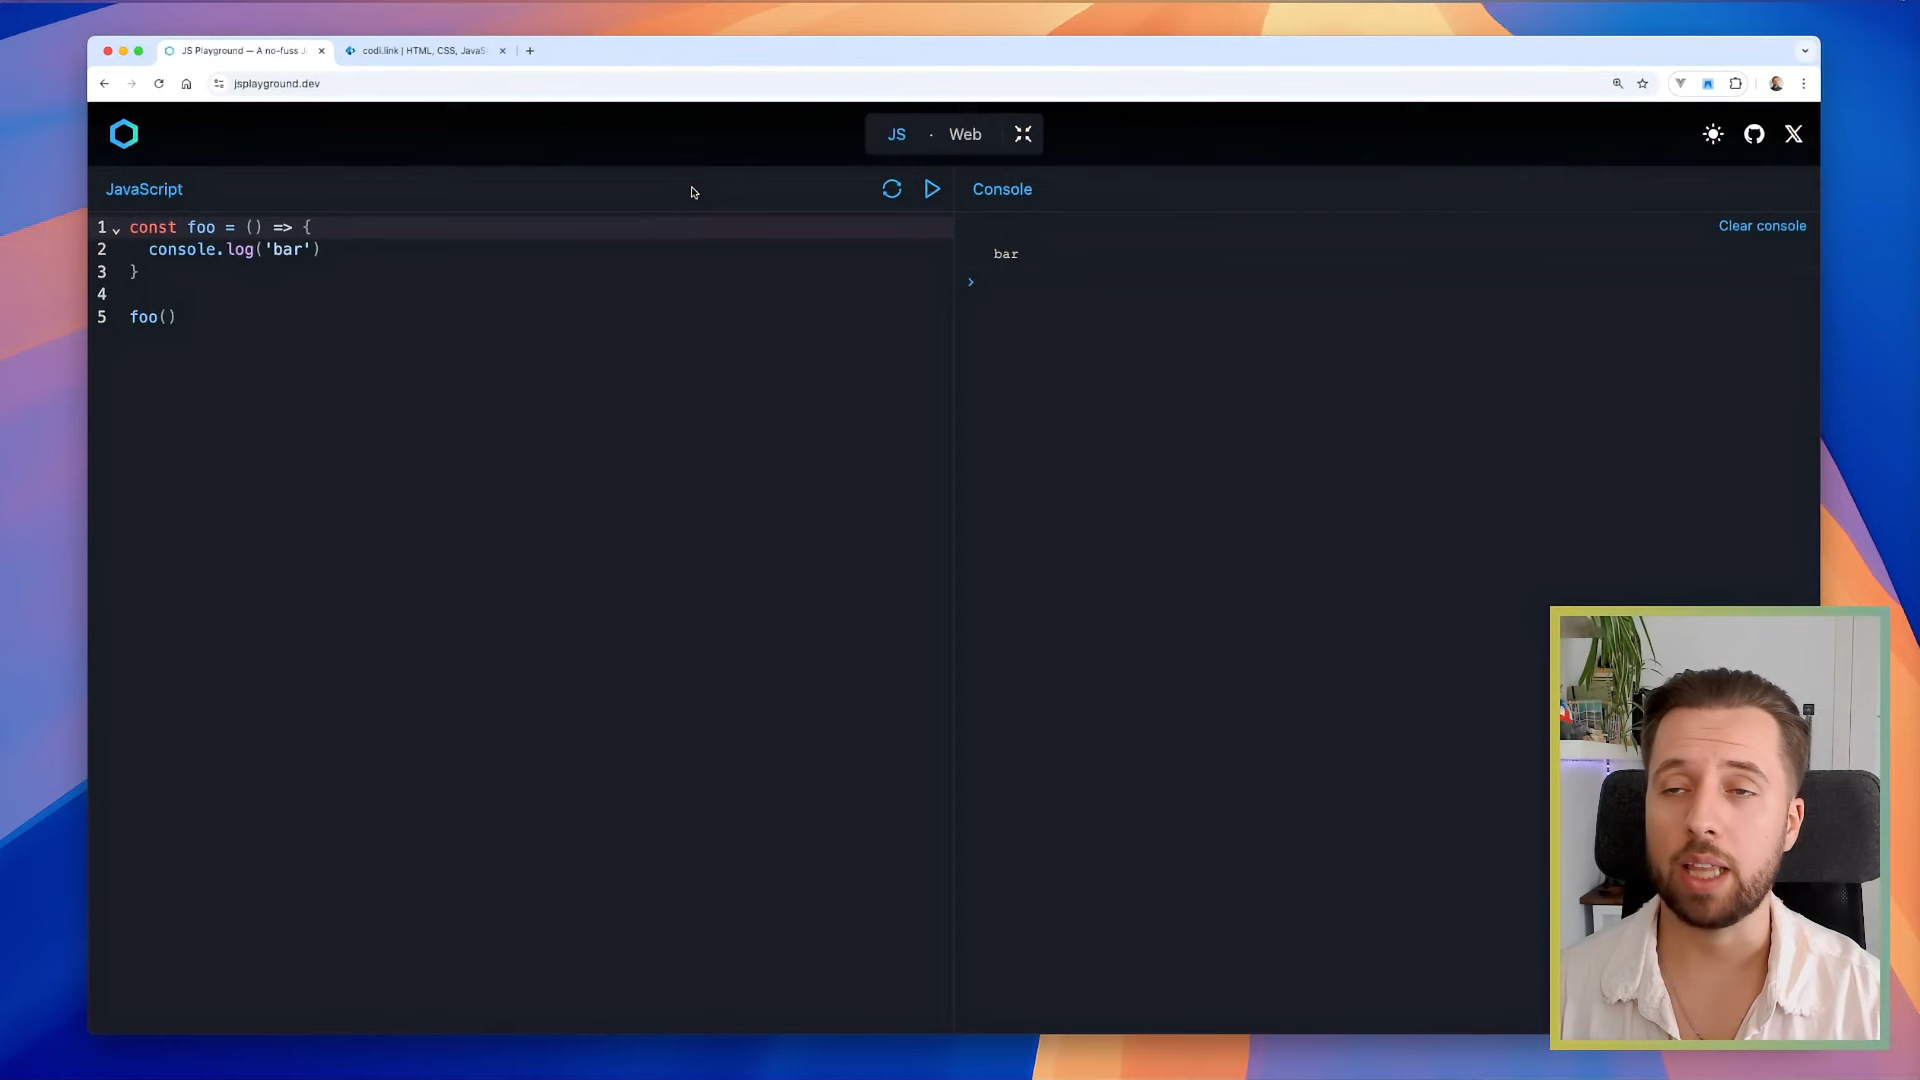 JS Playground — A no-fuss J
codi.link | HTML, CSS, JavaS
jsplayground.dev
JS · Web
JavaScript
Console
1 const foo = () => {
2 console.log('bar')
3 }
4
5 foo()
Clear console
bar